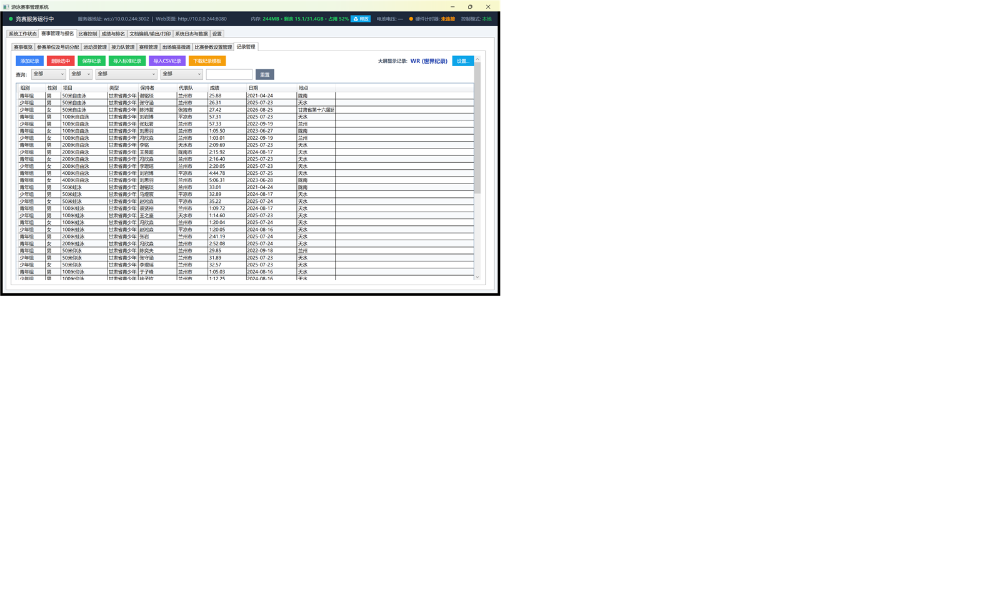 游泳赛事管理系统
竞赛服务运行中 服务器地址: ws://10.0.0.244:3002 | Web页面: http://10.0.0.244:8080 内存: 244MB • 剩余 15.1/31.4GB • 占用 52% 释放 电池电压: — 硬件计时器: 未连接 控制模式: 本地
系统工作状态 赛事管理与报名 比赛控制 成绩与排名 文档编辑/输出/打印 系统日志与数据 设置
赛事概览 参赛单位及号码分配 运动员管理 接力队管理 赛程管理 出场编排微调 比赛参数设置管理 记录管理
添加纪录 删除选中 保存纪录 导入标准纪录 导入CSV纪录 下载纪录模板 大屏显示记录: WR (世界纪录) 设置...
查询: 全部 全部 全部 全部 重置
组别 性别 项目 类型 保持者 代表队 成绩 日期 地点
青年组 男 50米自由泳 甘肃省青少年 谢铭琰 兰州市 25.88 2021-04-24 陇南
少年组 男 50米自由泳 甘肃省青少年 张守涵 兰州市 26.31 2025-07-23 天水
少年组 女 50米自由泳 甘肃省青少年 陈沛萱 张掖市 27.42 2026-08-25 甘肃省第十六届运
青年组 男 100米自由泳 甘肃省青少年 刘岩博 平凉市 57.31 2025-07-23 天水
少年组 男 100米自由泳 甘肃省青少年 张耘署 兰州市 57.33 2022-09-19 兰州
青年组 女 100米自由泳 甘肃省青少年 刘思羽 兰州市 1:05.50 2023-06-27 陇南
少年组 女 100米自由泳 甘肃省青少年 冯欣淼 兰州市 1:03.01 2022-09-19 兰州
青年组 男 200米自由泳 甘肃省青少年 李铭 天水市 2:09.69 2025-07-23 天水
少年组 男 200米自由泳 甘肃省青少年 王昱超 陇南市 2:15.92 2024-08-17 天水
青年组 女 200米自由泳 甘肃省青少年 冯欣淼 兰州市 2:16.40 2025-07-23 天水
少年组 女 200米自由泳 甘肃省青少年 李琨瑶 兰州市 2:20.05 2025-07-23 天水
青年组 男 400米自由泳 甘肃省青少年 刘岩博 平凉市 4:44.78 2025-07-25 天水
青年组 女 400米自由泳 甘肃省青少年 刘思羽 兰州市 5:06.31 2023-06-28 陇南
青年组 男 50米蛙泳 甘肃省青少年 谢铭琰 兰州市 33.01 2021-04-24 陇南
少年组 男 50米蛙泳 甘肃省青少年 马煜宸 平凉市 32.89 2024-08-17 天水
少年组 女 50米蛙泳 甘肃省青少年 赵淞淼 平凉市 35.22 2025-07-24 天水
青年组 男 100米蛙泳 甘肃省青少年 裘贤裕 兰州市 1:09.72 2024-08-17 天水
少年组 男 100米蛙泳 甘肃省青少年 王之鉴 天水市 1:14.60 2025-07-23 天水
青年组 女 100米蛙泳 甘肃省青少年 冯欣淼 兰州市 1:20.04 2025-07-24 天水
少年组 女 100米蛙泳 甘肃省青少年 赵淞淼 平凉市 1:20.05 2024-08-16 天水
青年组 男 200米蛙泳 甘肃省青少年 张岩 兰州市 2:41.19 2025-07-24 天水
青年组 女 200米蛙泳 甘肃省青少年 冯欣淼 兰州市 2:52.08 2025-07-24 天水
青年组 男 50米仰泳 甘肃省青少年 陈奕夫 兰州市 29.85 2022-09-18 兰州
少年组 男 50米仰泳 甘肃省青少年 张守涵 兰州市 31.89 2025-07-23 天水
少年组 女 50米仰泳 甘肃省青少年 李琨瑶 兰州市 32.57 2025-07-23 天水
青年组 男 100米仰泳 甘肃省青少年 于子峰 兰州市 1:05.03 2024-08-16 天水
少年组 男 100米仰泳 甘肃省青少年 徐子钦 兰州市 1:12.25 2024-08-16 天水